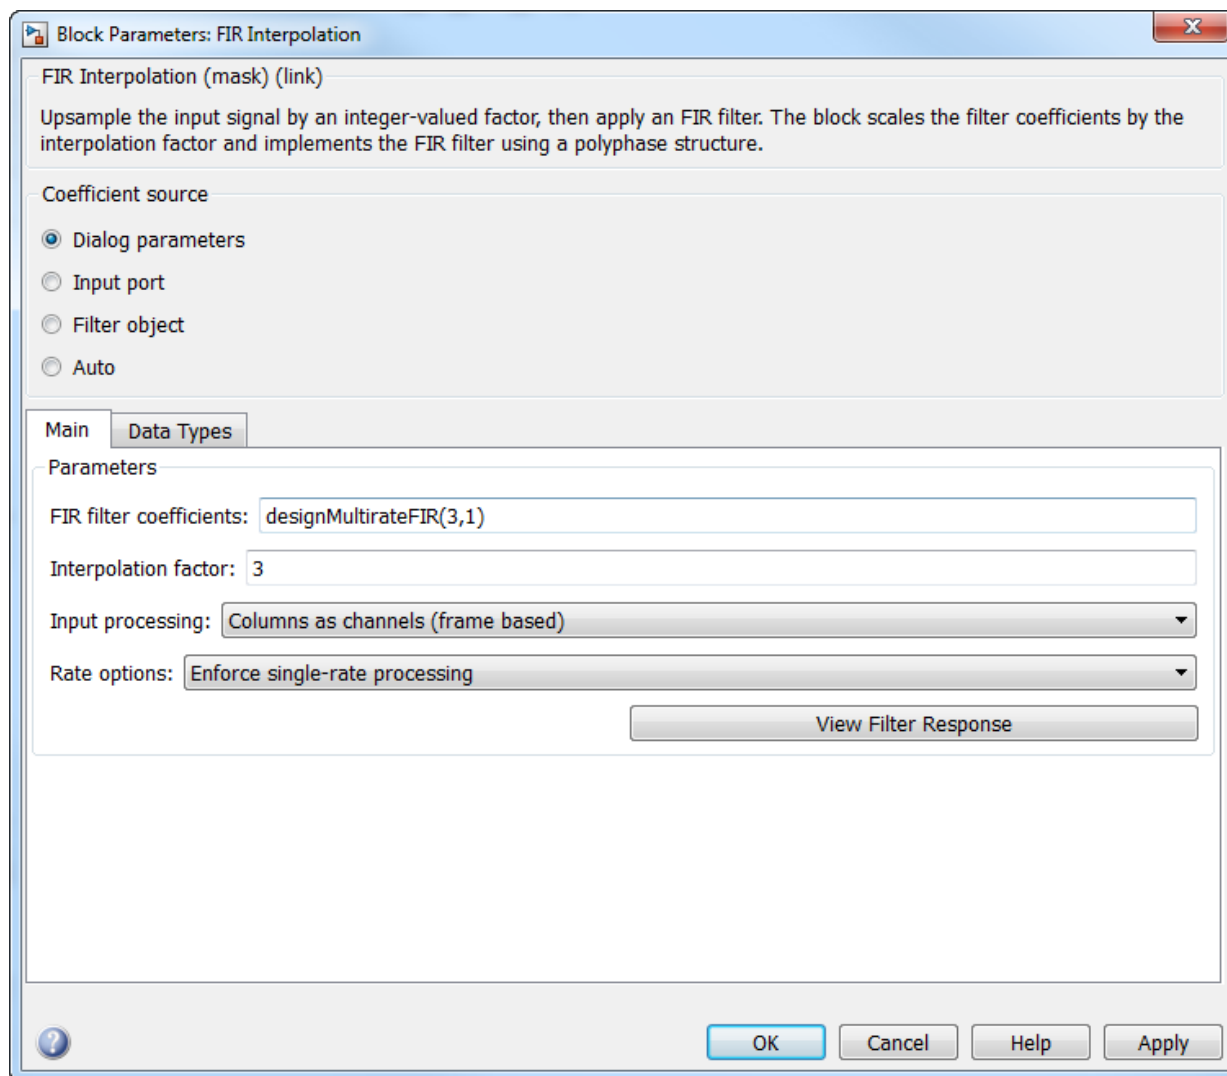 Block Parameters: FIR Interpolation
FIR Interpolation (mask) (link)
Upsample the input signal by an integer-valued factor, then apply an FIR filter. The block scales the filter coefficients by the
interpolation factor and implements the FIR filter using a polyphase structure.
Coefficient source
Dialog parameters
Input port
Filter object
Auto
Main Data Types
Parameters
FIR filter coefficients: designMultirateFIR(3,1)
Interpolation factor: 3
Input processing: Columns as channels (frame based)
Rate options: Enforce single-rate processing
View Filter Response
? OK Cancel Help Apply